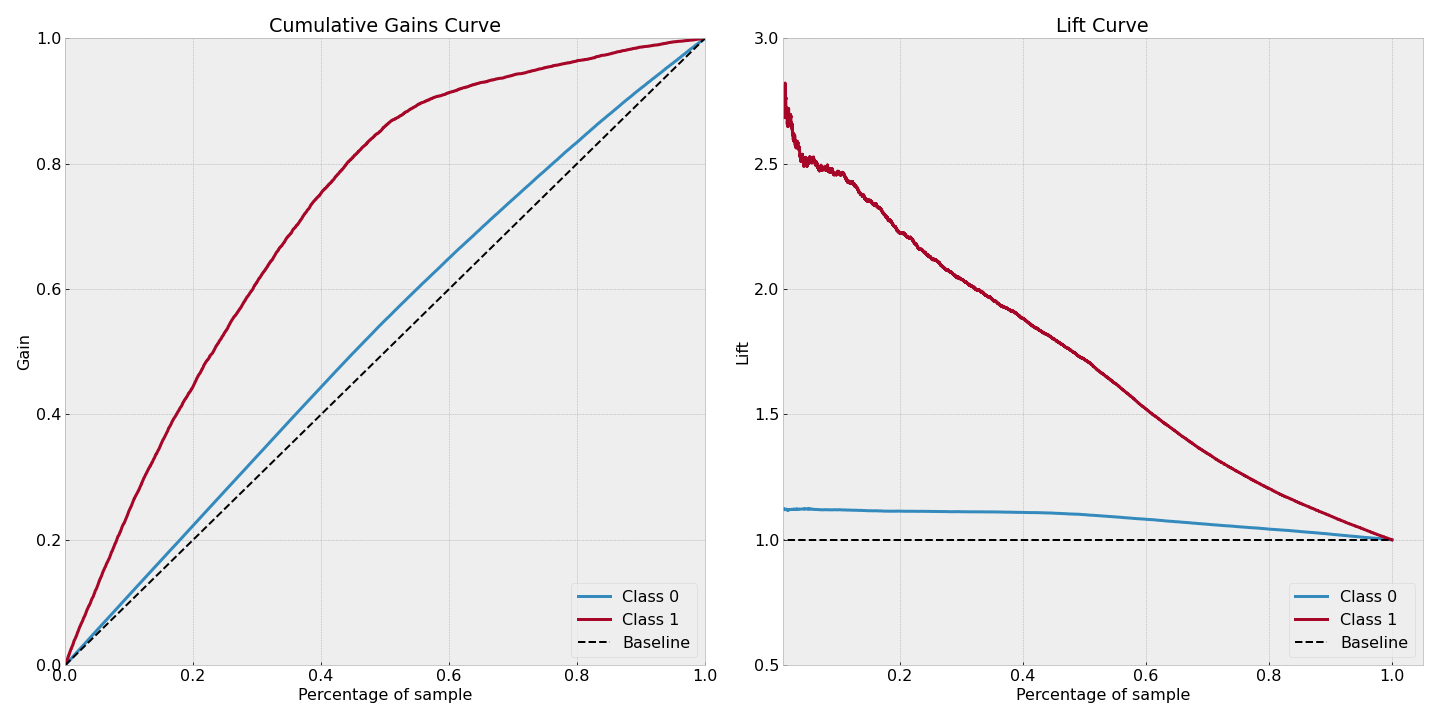 Cumulative Gains Curve
1.0
0.8
0.6
0.4
0.2
0.0
Gain
0.0 0.2 0.4 0.6 0.8 1.0
Percentage of sample
Class 0
Class 1
Baseline
Lift Curve
3.0
2.5
2.0
1.5
1.0
0.5
Lift
0.2 0.4 0.6 0.8 1.0
Percentage of sample
Class 0
Class 1
Baseline